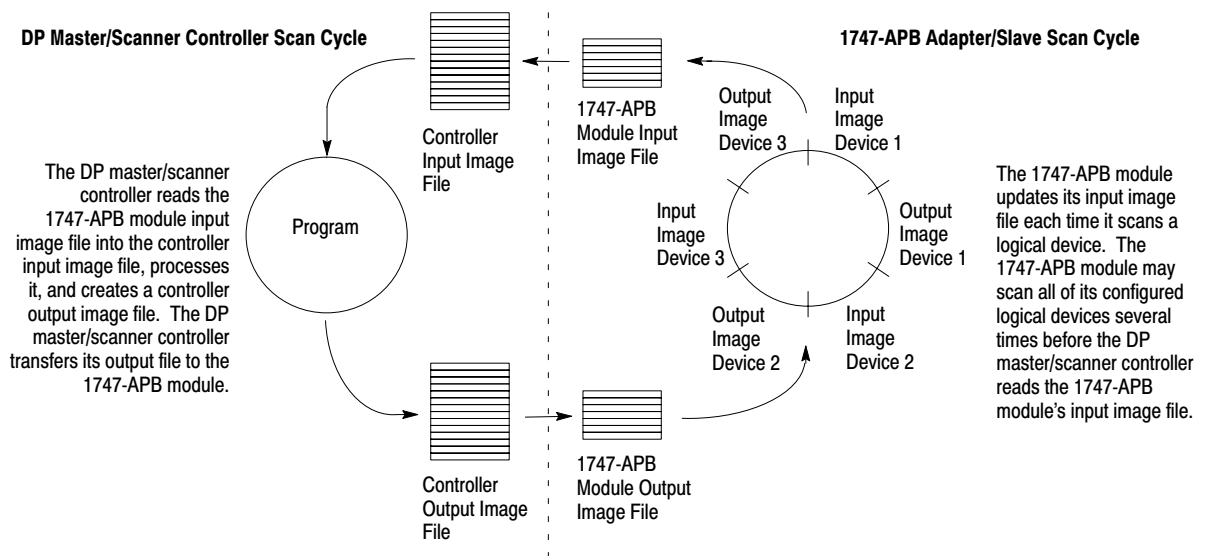 DP Master/Scanner Controller Scan Cycle
1747-APB Adapter/Slave Scan Cycle
The DP master/scanner
controller reads the
1747-APB module input
image file into the controller
input image file, processes
it, and creates a controller
output image file. The DP
master/scanner controller
transfers its output file to the
1747-APB module.
Program
Controller
Input Image
File
1747-APB
Module Input
Image File
Controller
Output Image
File
1747-APB
Module Output
Image File
Output
Image
Device 3
Input
Image
Device 1
Input
Image
Device 3
Output
Image
Device 1
Output
Image
Device 2
Input
Image
Device 2
The 1747-APB module
updates its input image
file each time it scans a
logical device. The
1747-APB module may
scan all of its configured
logical devices several
times before the DP
master/scanner controller
reads the 1747-APB
module's input image file.